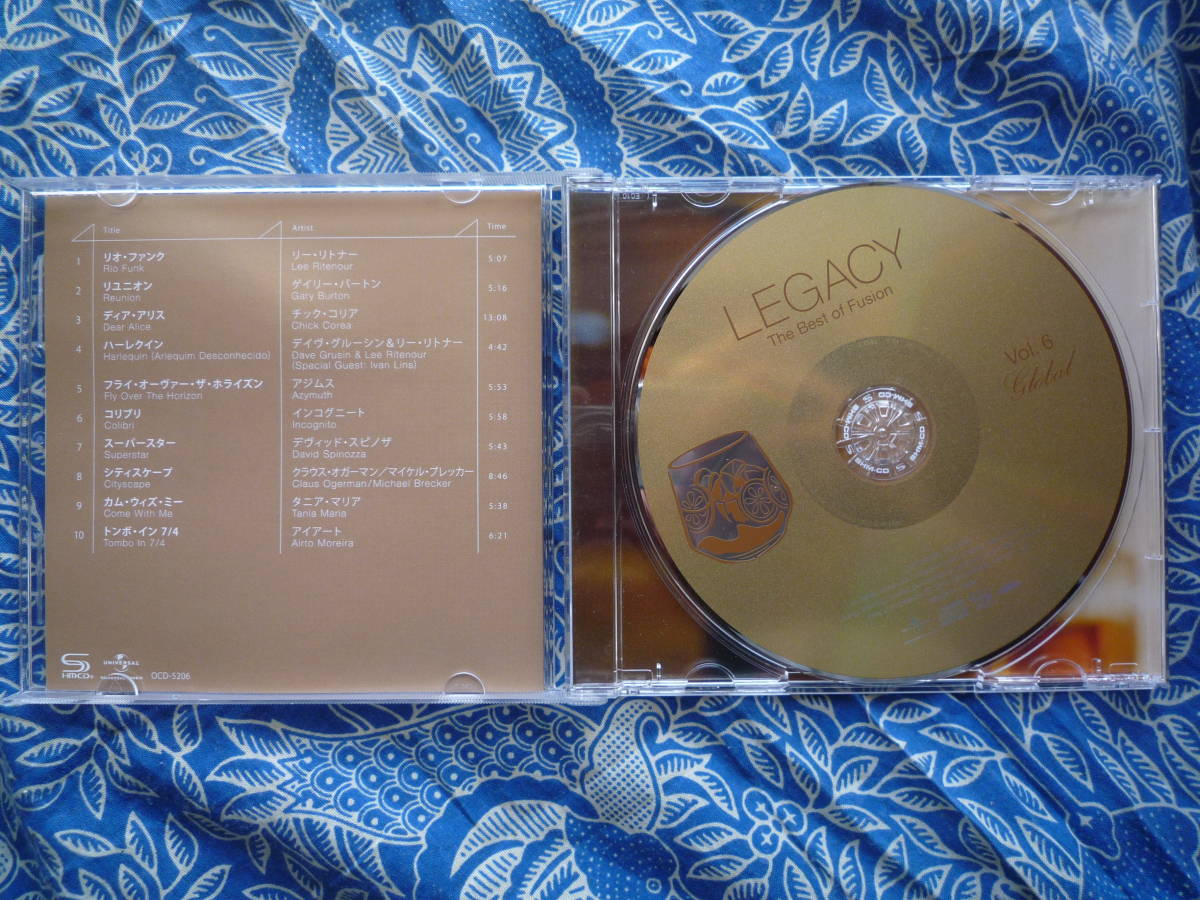 Title Artist Time
1 リオ・ファンク リー・リトナー 5:07
Rio Funk Lee Ritenour
2 リユニオン ゲイリー・バートン 5:16
Reunion Gary Burton
3 ディア・アリス チック・コリア 13:08
Dear Alice Chick Corea
4 ハーレクイン デイヴ・グルーシン&リー・リトナー 4:42
Harlequin (Arlequim Desconhecido) Dave Grusin & Lee Ritenour
(Special Guest: Ivan Lins)
5 フライ・オーヴァー・ザ・ホライズン アジムス 5:53
Fly Over The Horizon Azymuth
6 コリブリ インコグニート 5:58
Colibri Incognito
7 スーパースター デヴィッド・スピノザ 5:43
Superstar David Spinozza
8 シティスケープ クラウス・オガーマン/マイケル・ブレッカー 8:46
Cityscape Claus Ogerman/Michael Brecker
9 カム・ウィズ・ミー タニア・マリア 5:38
Come With Me Tania Maria
10 トンボ・イン 7/4 アイアート 6:21
Tombo In 7/4 Airto Moreira
S
HMCD
UNIVERSAL
OCD-5206
LEGACY
The Best of Fusion
Vol. 6
Global
SHM-CD